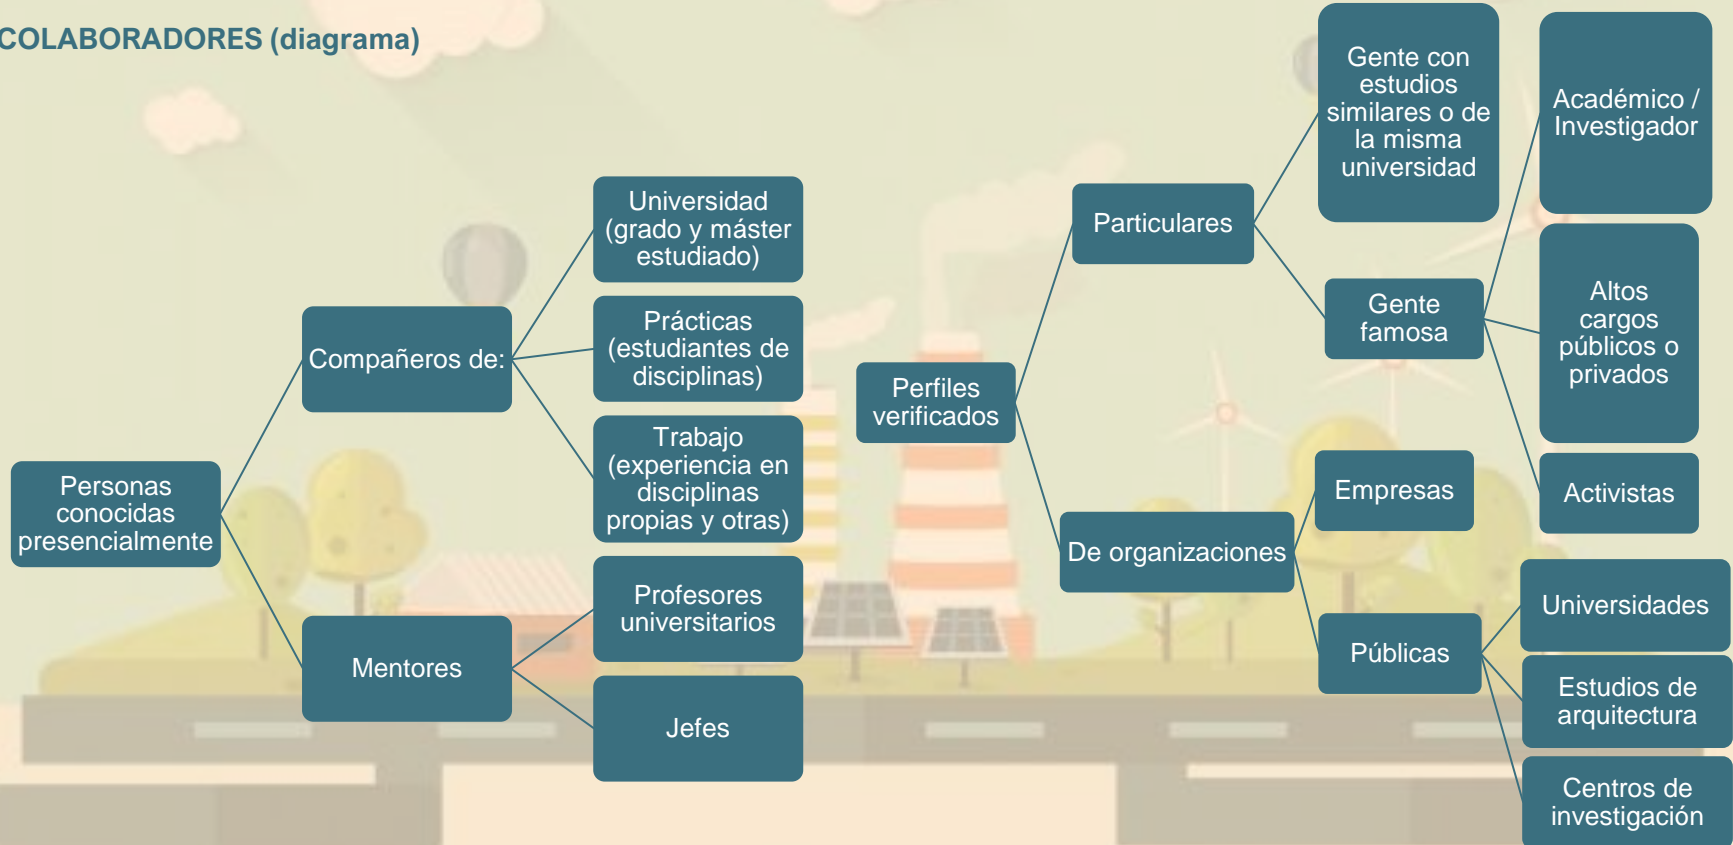 COLABORADORES (diagrama)
Personas
conocidas
presencialmente
Compañeros de:
Universidad
(grado y máster
estudiado)
Prácticas
(estudiantes de
disciplinas)
Trabajo
(experiencia en
disciplinas
propias y otras)
Mentores
Profesores
universitarios
Jefes
Perfiles
verificados
Particulares
Gente con
estudios
similares o de
la misma
universidad
Gente
famosa
Académico /
Investigador
Altos
cargos
públicos o
privados
Activistas
De organizaciones
Empresas
Públicas
Universidades
Estudios de
arquitectura
Centros de
investigación